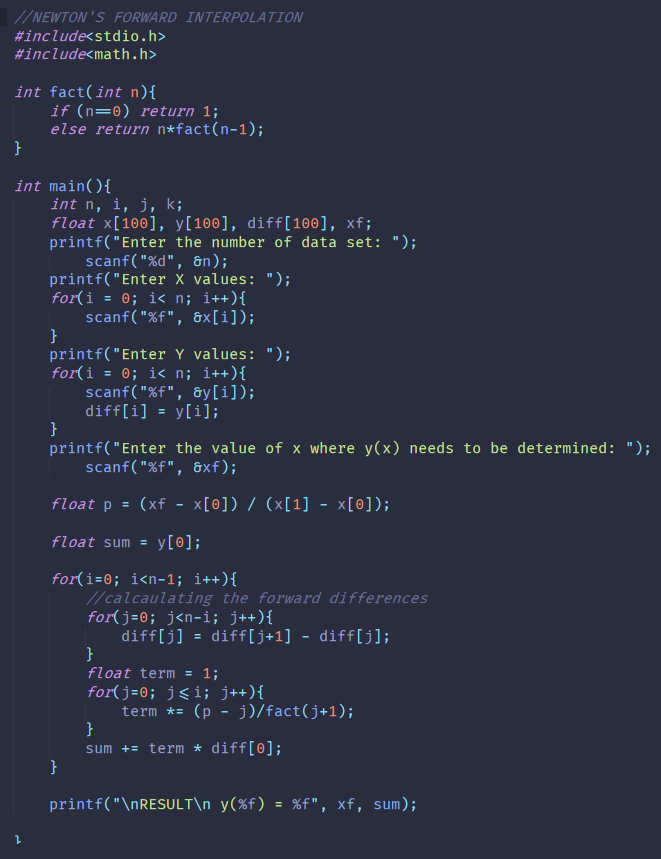 //NEWTON'S FORWARD INTERPOLATION
#include<stdio.h>
#include<math.h>

int fact(int n){
    if (n==0) return 1;
    else return n*fact(n-1);
}

int main(){
    int n, i, j, k;
    float x[100], y[100], diff[100], xf;
    printf("Enter the number of data set: ");
        scanf("%d", &n);
    printf("Enter X values: ");
    for(i = 0; i< n; i++){
        scanf("%f", &x[i]);
    }
    printf("Enter Y values: ");
    for(i = 0; i< n; i++){
        scanf("%f", &y[i]);
        diff[i] = y[i];
    }
    printf("Enter the value of x where y(x) needs to be determined: ");
        scanf("%f", &xf);

    float p = (xf - x[0]) / (x[1] - x[0]);

    float sum = y[0];

    for(i=0; i<n-1; i++){
        //calcaulating the forward differences
        for(j=0; j<n-i; j++){
            diff[j] = diff[j+1] - diff[j];
        }
        float term = 1;
        for(j=0; j<=i; j++){
            term *= (p - j)/fact(j+1);
        }
        sum += term * diff[0];
    }

    printf("\nRESULT\n y(%f) = %f", xf, sum);

}